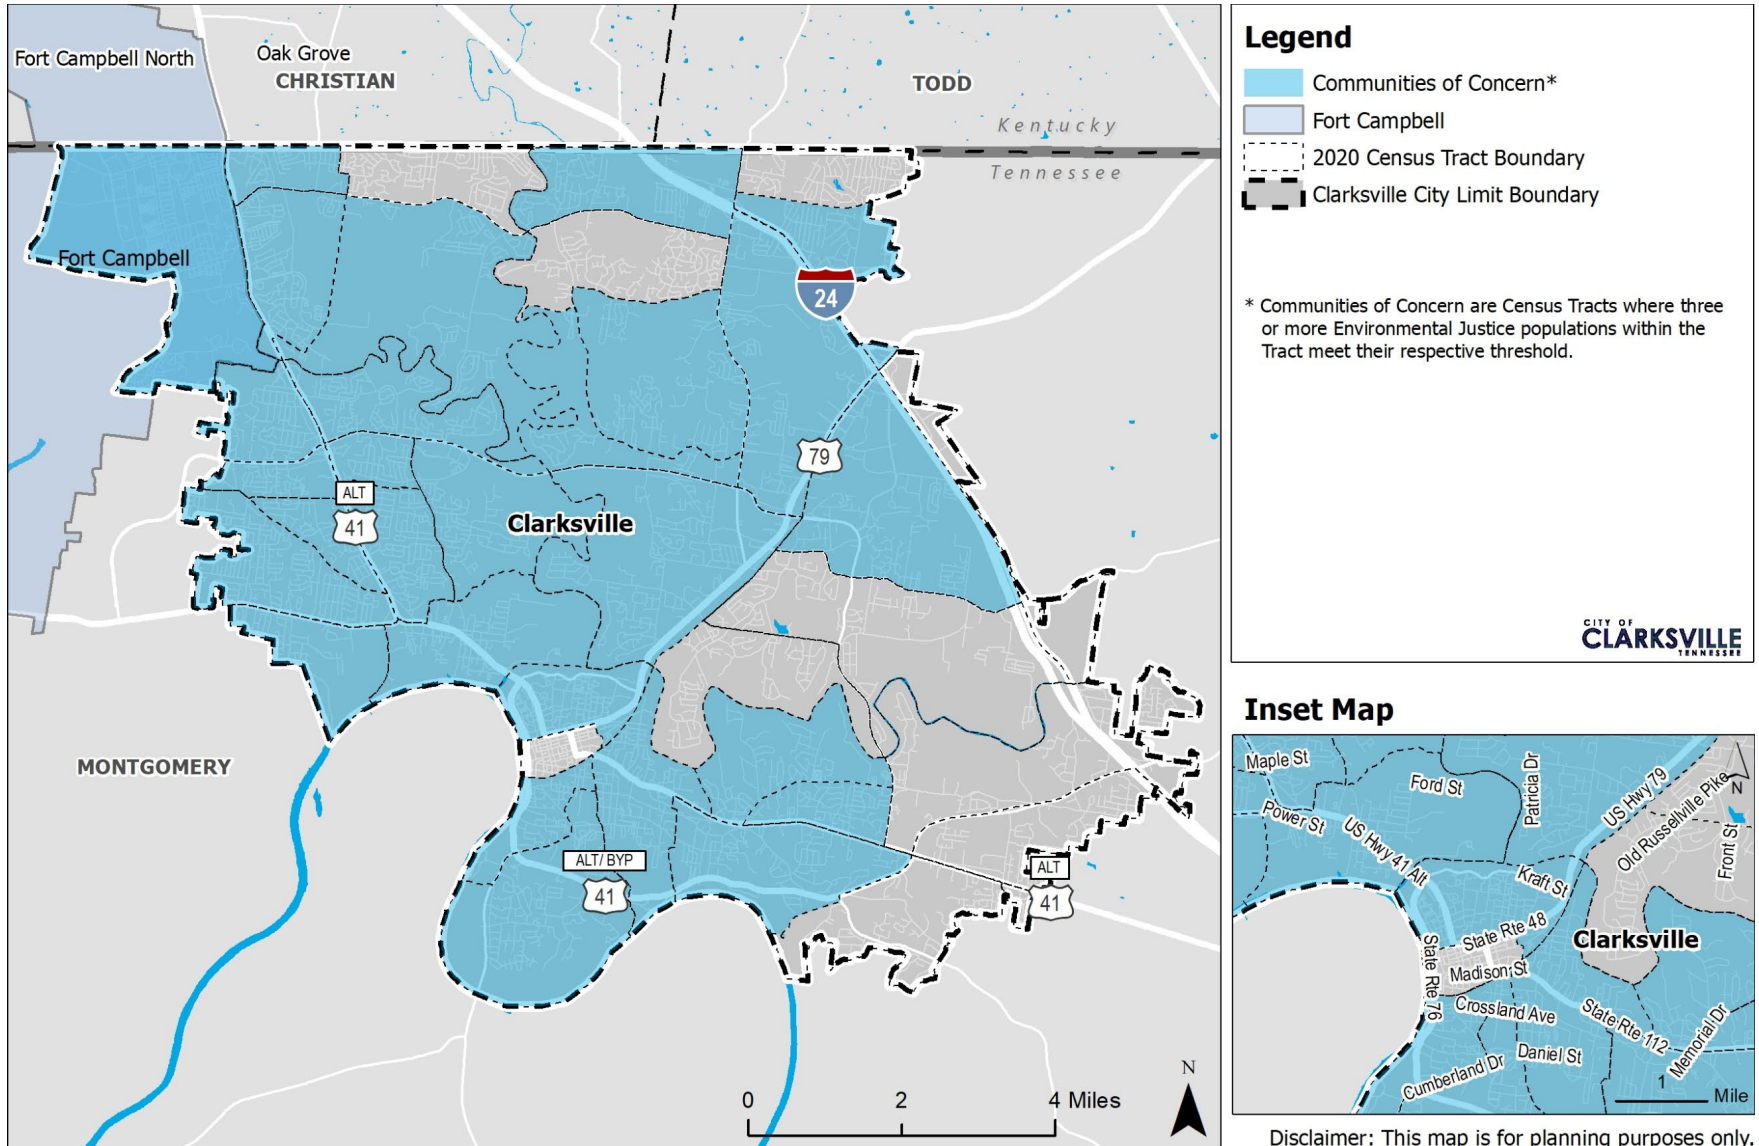 Fort Campbell North
Oak Grove
CHRISTIAN
TODD
Kentucky
Tennessee
Fort Campbell
24
79
ALT
41
Clarksville
MONTGOMERY
ALT/ BYP
41
ALT
41
N
0 2 4 Miles
Legend
Communities of Concern*
Fort Campbell
2020 Census Tract Boundary
Clarksville City Limit Boundary
* Communities of Concern are Census Tracts where three
or more Environmental Justice populations within the
Tract meet their respective threshold.
CITY OF
CLARKSVILLE
TENNESSEE
Inset Map
Maple St
Ford St
Patricia Dr
US Hwy 79
Old Russellville Pike
N
Power St
US Hwy 41 Alt
Front St
Kraft St
State Rte 48
Clarksville
State Rte 76
Madison St
Crossland Ave
State Rte 112
Memorial Dr
Daniel St
Cumberland Dr
1
Mile
Disclaimer: This map is for planning purposes only.